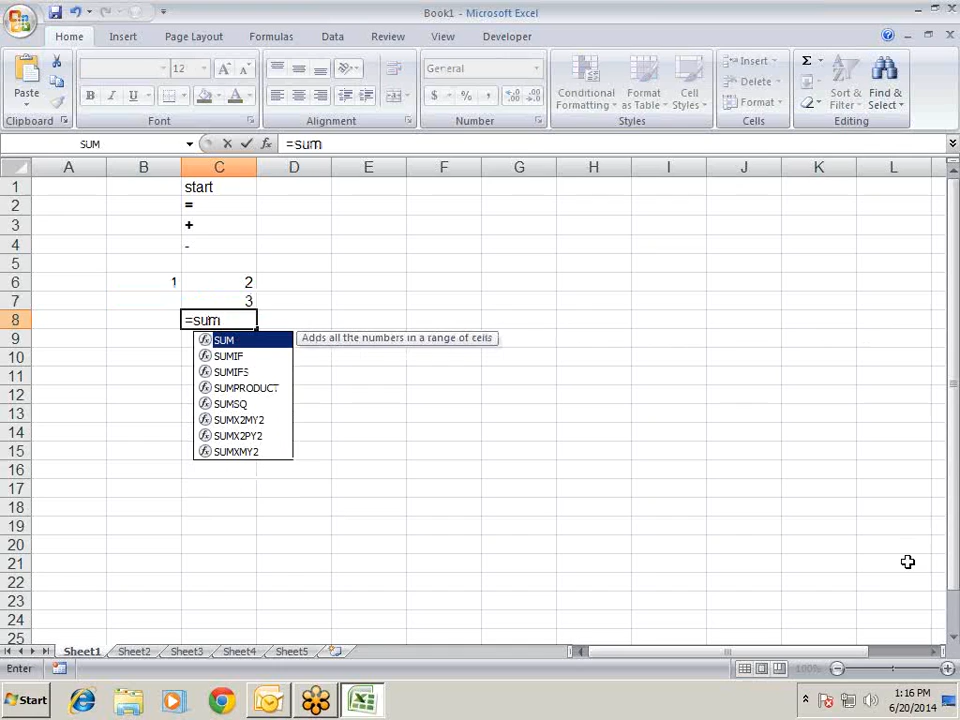 Book1 - Microsoft Excel
Home Insert Page Layout Formulas Data Review View Developer
Paste
12
A A
B I U
A
General
$ % ,
Conditional Formatting
Format as Table
Cell Styles
Insert
Delete
Format
Σ
Sort & Filter
Find & Select
Clipboard Font Alignment Number Styles Cells Editing
SUM fx =sum
A B C D E F G H I J K L
1 start
2 =
3 +
4 -
5
6 1 2
7 3
8 =sum
9 SUM Adds all the numbers in a range of cells
10 SUMIF
11 SUMIFS
12 SUMPRODUCT
13 SUMSQ
14 SUMX2MY2
15 SUMX2PY2
16 SUMXMY2
17
18
19
20
21
22
23
24
25
Sheet1 Sheet2 Sheet3 Sheet4 Sheet5
Enter 100%
Start 1:16 PM
6/20/2014